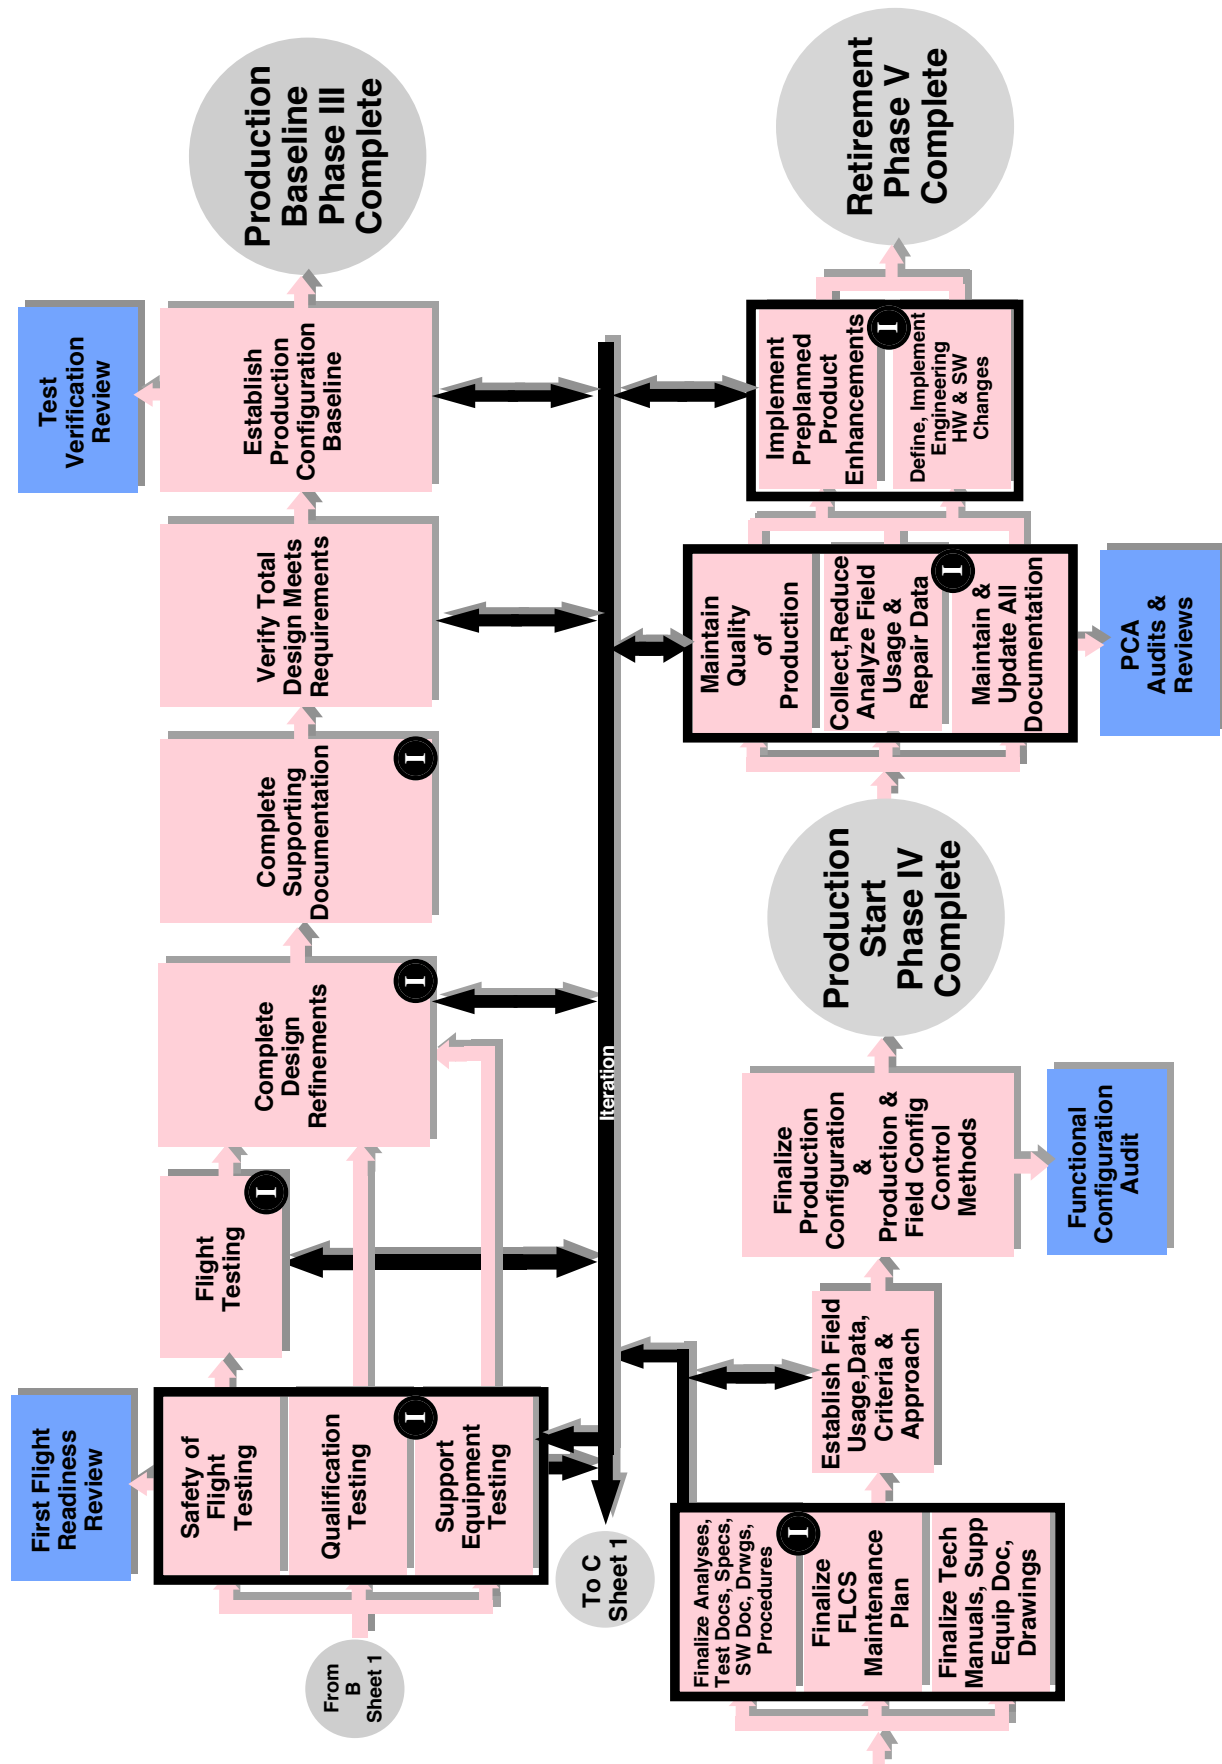 First Flight
Readiness
Review
Test
Verification
Review
From
B
Sheet 1
Safety of
Flight
Testing
Qualification
Testing
Support
Equipment
Testing
I
Flight
Testing
I
Complete
Design
Refinements
I
Complete
Supporting
Documentation
I
Verify Total
Design Meets
Requirements
Establish
Production
Configuration
Baseline
Production
Baseline
Phase III
Complete
To C
Sheet 1
Iteration
Finalize Analyses,
Test Docs, Specs,
SW Doc, Drwgs,
Procedures
I
Finalize
FLCS
Maintenance
Plan
Finalize Tech
Manuals, Supp
Equip Doc,
Drawings
Establish Field
Usage,Data,
Criteria &
Approach
Finalize
Production
Configuration
&
Production &
Field Config
Control
Methods
Functional
Configuration
Audit
Production
Start
Phase IV
Complete
Maintain
Quality
of
Production
Collect,Reduce
Analyze Field
Usage &
Repair Data
I
Maintain &
Update All
Documentation
PCA
Audits &
Reviews
Implement
Preplanned
Product
Enhancements
I
Define, Implement
Engineering
HW & SW
Changes
Retirement
Phase V
Complete